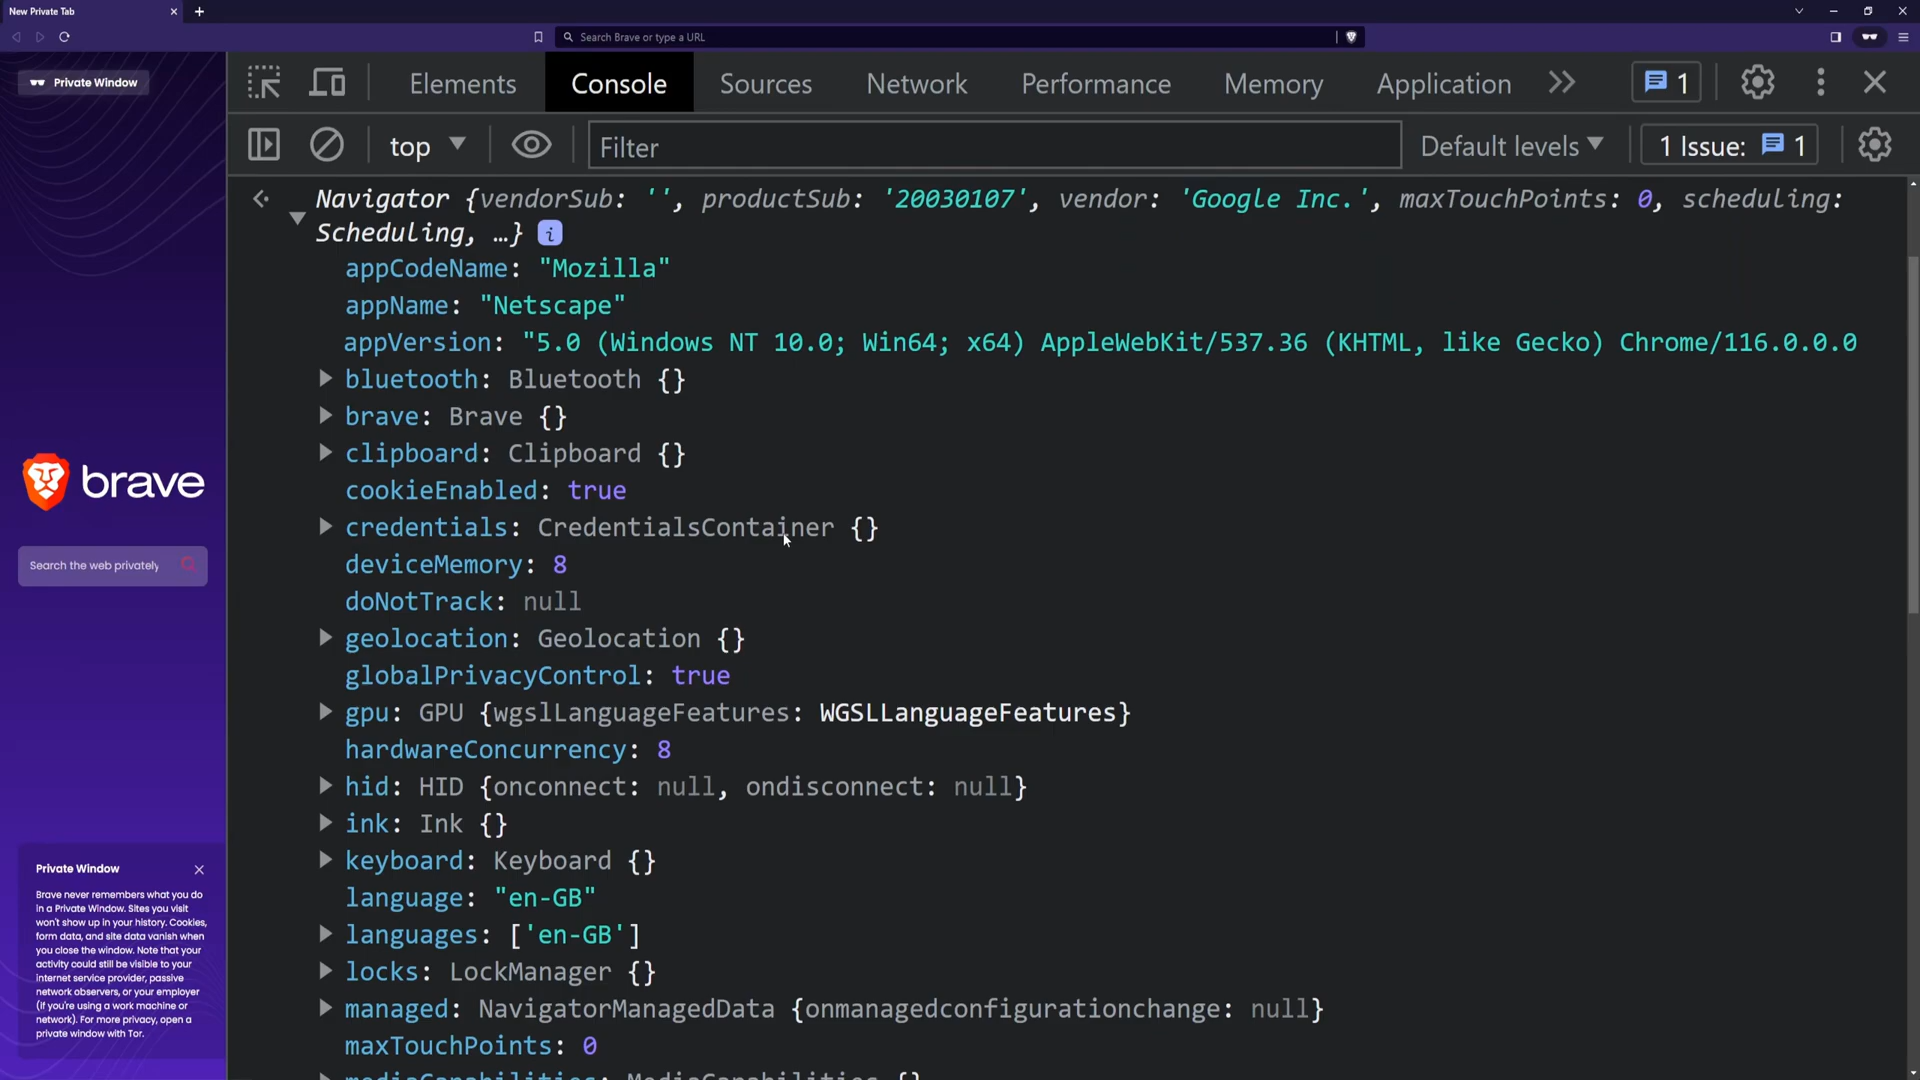 New Private Tab
Search Brave or type a URL
Private Window
Elements Console Sources Network Performance Memory Application 1
top Filter Default levels 1 Issue: 1
Navigator {vendorSub: '', productSub: '20030107', vendor: 'Google Inc.', maxTouchPoints: 0, scheduling:
Scheduling, …} i
appCodeName: "Mozilla"
appName: "Netscape"
appVersion: "5.0 (Windows NT 10.0; Win64; x64) AppleWebKit/537.36 (KHTML, like Gecko) Chrome/116.0.0.0
bluetooth: Bluetooth {}
brave: Brave {}
clipboard: Clipboard {}
cookieEnabled: true
credentials: CredentialsContainer {}
deviceMemory: 8
doNotTrack: null
geolocation: Geolocation {}
globalPrivacyControl: true
gpu: GPU {wgslLanguageFeatures: WGSLLanguageFeatures}
hardwareConcurrency: 8
hid: HID {onconnect: null, ondisconnect: null}
ink: Ink {}
keyboard: Keyboard {}
language: "en-GB"
languages: ['en-GB']
locks: LockManager {}
managed: NavigatorManagedData {onmanagedconfigurationchange: null}
maxTouchPoints: 0
mediaCapabilities: MediaCapabilities {}
brave
Search the web privately
Private Window
Brave never remembers what you do
in a Private Window. Sites you visit
won't show up in your history. Cookies,
form data, and site data vanish when
you close the window. Note that your
activity could still be visible to your
internet service provider, passive
network observers, or your employer
(if you're using a work machine or
network). For more privacy, open a
private window with Tor.